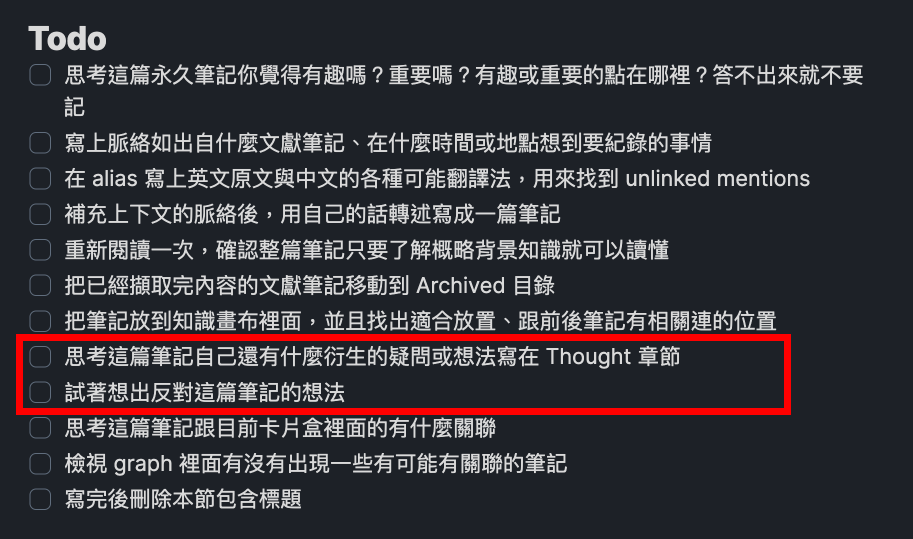 Todo
思考這篇永久筆記你覺得有趣嗎？重要嗎？有趣或重要的點在哪裡？答不出來就不要
記
寫上脈絡如出自什麼文獻筆記、在什麼時間或地點想到要紀錄的事情
在 alias 寫上英文原文與中文的各種可能翻譯法，用來找到 unlinked mentions
補充上下文的脈絡後，用自己的話轉述寫成一篇筆記
重新閱讀一次，確認整篇筆記只要了解概略背景知識就可以讀懂
把已經擷取完內容的文獻筆記移動到 Archived 目錄
把筆記放到知識畫布裡面，並且找出適合放置、跟前後筆記有相關連的位置
思考這篇筆記自己還有什麼衍生的疑問或想法寫在 Thought 章節
試著想出反對這篇筆記的想法
思考這篇筆記跟目前卡片盒裡面的有什麼關聯
檢視 graph 裡面有沒有出現一些有可能有關聯的筆記
寫完後刪除本節包含標題